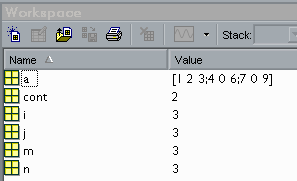 Workspace
Stack:
Name Value
a [1 2 3;4 0 6;7 0 9]
cont 2
i 3
j 3
m 3
n 3